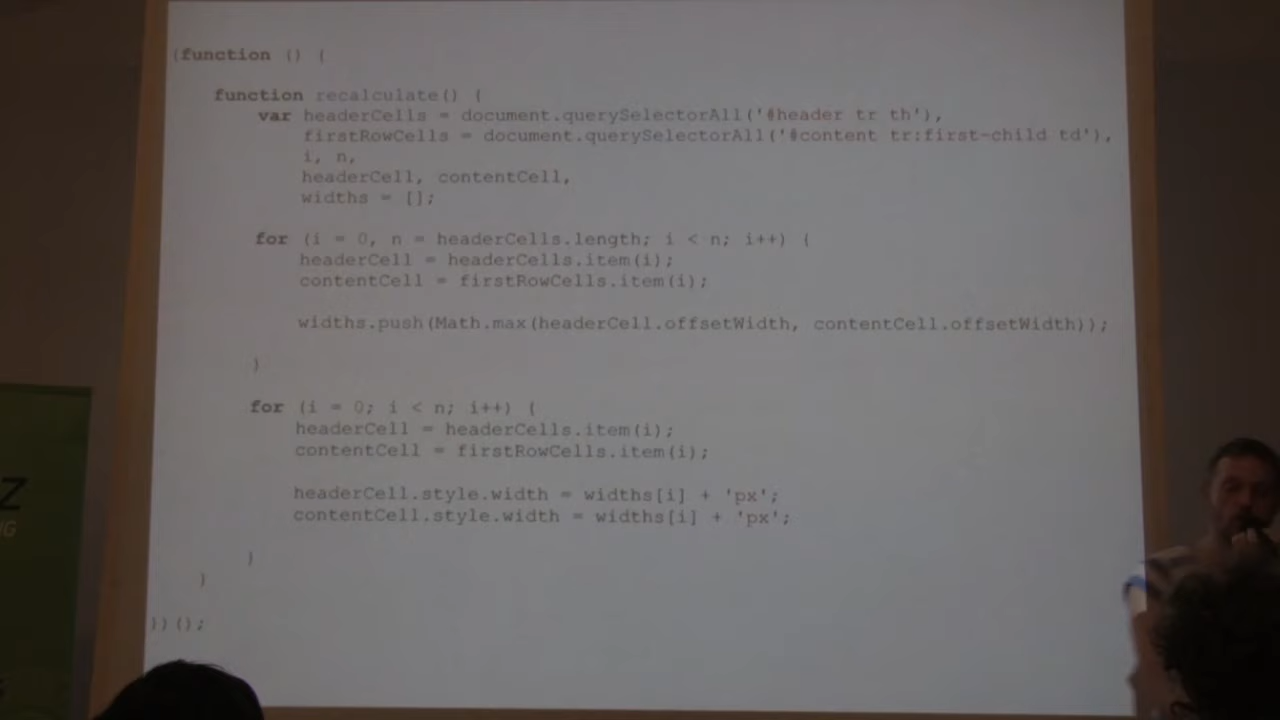 (function () {
function recalculate() {
var headerCells = document.querySelectorAll('#header tr th'),
firstRowCells = document.querySelectorAll('#content tr:first-child td'),
i, n,
headerCell, contentCell,
widths = [];
for (i = 0, n = headerCells.length; i < n; i++) {
headerCell = headerCells.item(i);
contentCell = firstRowCells.item(i);
widths.push(Math.max(headerCell.offsetWidth, contentCell.offsetWidth));
}
for (i = 0; i < n; i++) {
headerCell = headerCells.item(i);
contentCell = firstRowCells.item(i);
headerCell.style.width = widths[i] + 'px';
contentCell.style.width = widths[i] + 'px';
}
}
})();